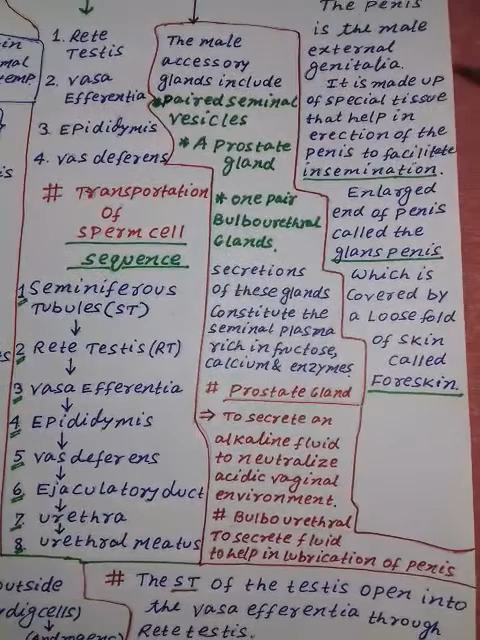 in
mal
temp
1. Rete
Testis
2. Vasa
Efferentia
3. Epididymis
4. Vas deferens
# Transportation
Of
Sperm cell
sequence
1 Seminiferous
Tubules (ST)
↓
2 Rete Testis (RT)
↓
3 Vasa Efferentia
↓
4 Epididymis
↓
5 Vas deferens
↓
6 Ejaculatory duct
↓
7 Urethra
↓
8. Urethral meatus
The male
accessory
glands include
*paired seminal
vesicles
* A Prostate
gland
* one pair
Bulbourethral
Glands.
secretions
of these glands
Constitute the
seminal plasma
rich in fructose,
calcium & enzymes
# Prostate Gland
⇒ To secrete an
alkaline fluid
to neutralize
acidic vaginal
environment.
# Bulbourethral
To secrete fluid
to help in lubrication of penis
The penis
is the male
external
genitalia.
It is made up
of special tissue
that help in
erection of the
penis to facilitate
insemination.
Enlarged
end of penis
called the
glans penis
which is
covered by
a Loose fold
of skin
called
Foreskin.
outside
# The ST of the testis open into
the vasa efferentia through
Rete testis.